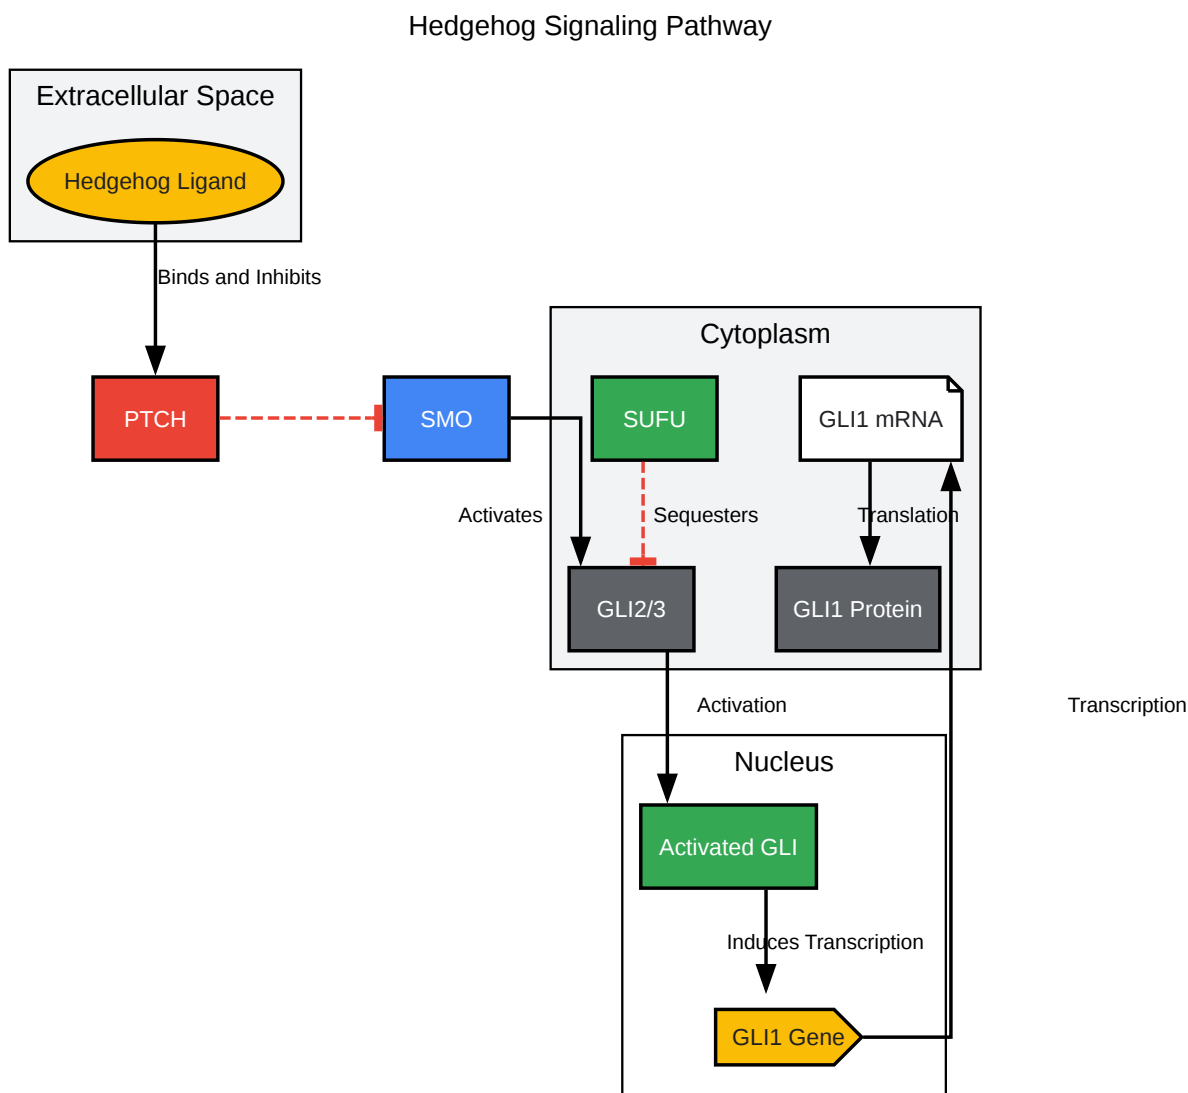 Hedgehog Signaling Pathway
Extracellular Space
Hedgehog Ligand
Binds and Inhibits
Cytoplasm
PTCH
SMO
SUFU
GLI1 mRNA
Activates
Sequesters
Translation
GLI2/3
GLI1 Protein
Activation
Transcription
Nucleus
Activated GLI
Induces Transcription
GLI1 Gene